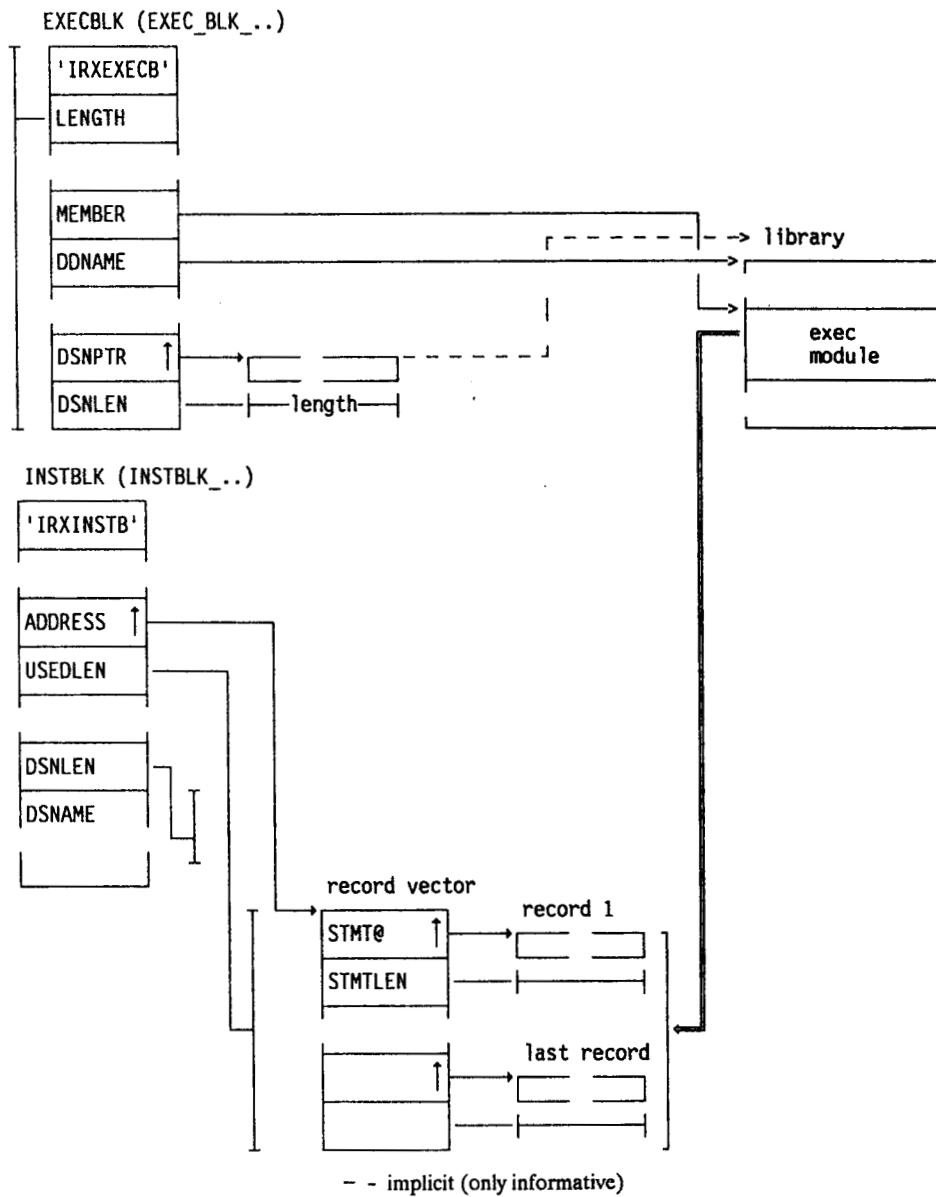 EXECBLK (EXEC_BLK_..)
'IRXEXECB'
LENGTH
MEMBER
DDNAME
library
exec
module
DSNPTR
DSNLEN
length
INSTBLK (INSTBLK_..)
'IRXINSTB'
ADDRESS
USEDLEN
DSNLEN
DSNAME
record vector
record 1
STMT@
STMTLEN
last record
- - implicit (only informative)